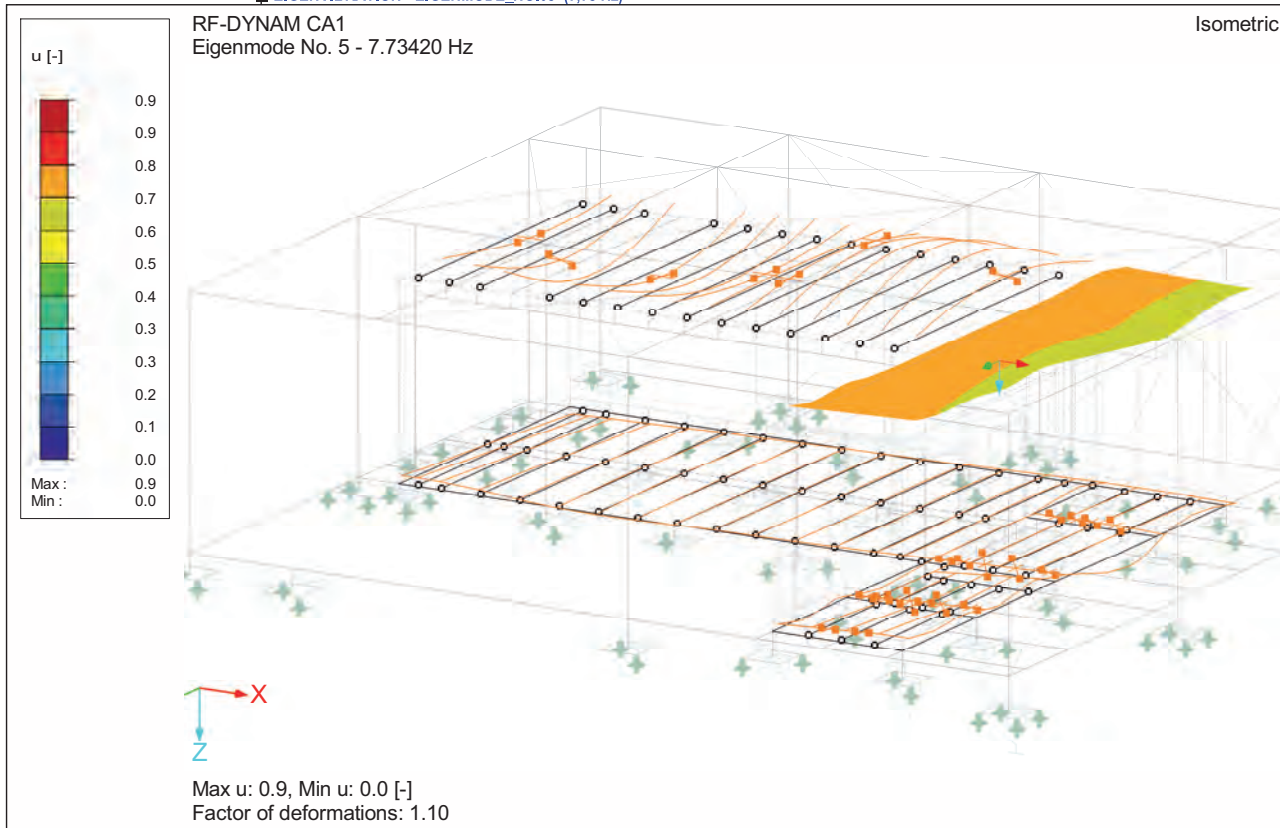 RF-DYNAM CA1
Isometric
Eigenmode No. 5 - 7.73420 Hz
u [-]
0.9
0.9
0.8
0.7
0.6
0.5
0.4
0.3
0.3
0.2
0.1
0.0
Max : 0.9
Min : 0.0
X
Z
Max u: 0.9, Min u: 0.0 [-]
Factor of deformations: 1.10